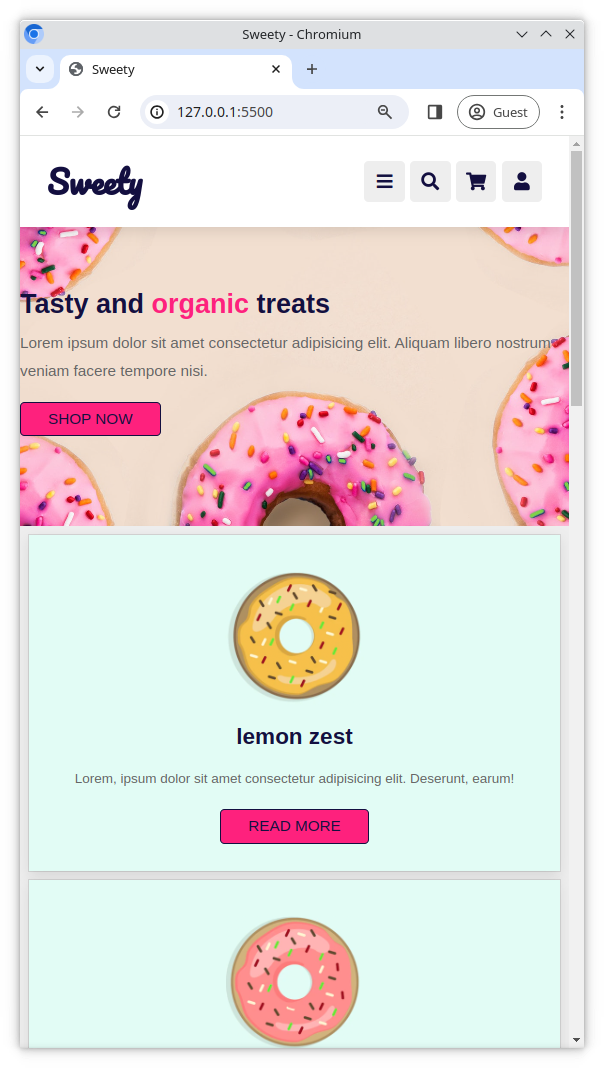 Sweety - Chromium
Sweety
127.0.0.1:5500
Guest
Sweety
Tasty and organic treats
Lorem ipsum dolor sit amet consectetur adipisicing elit. Aliquam libero nostrum
veniam facere tempore nisi.
SHOP NOW
lemon zest
Lorem, ipsum dolor sit amet consectetur adipisicing elit. Deserunt, earum!
READ MORE